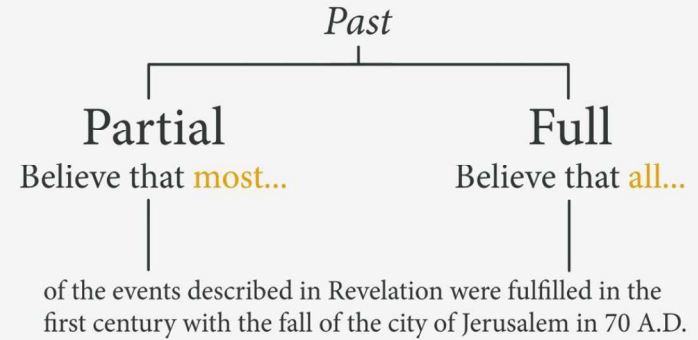 Past
Partial
Full
Believe that most...
Believe that all...
of the events described in Revelation were fulfilled in the
first century with the fall of the city of Jerusalem in 70 A.D.